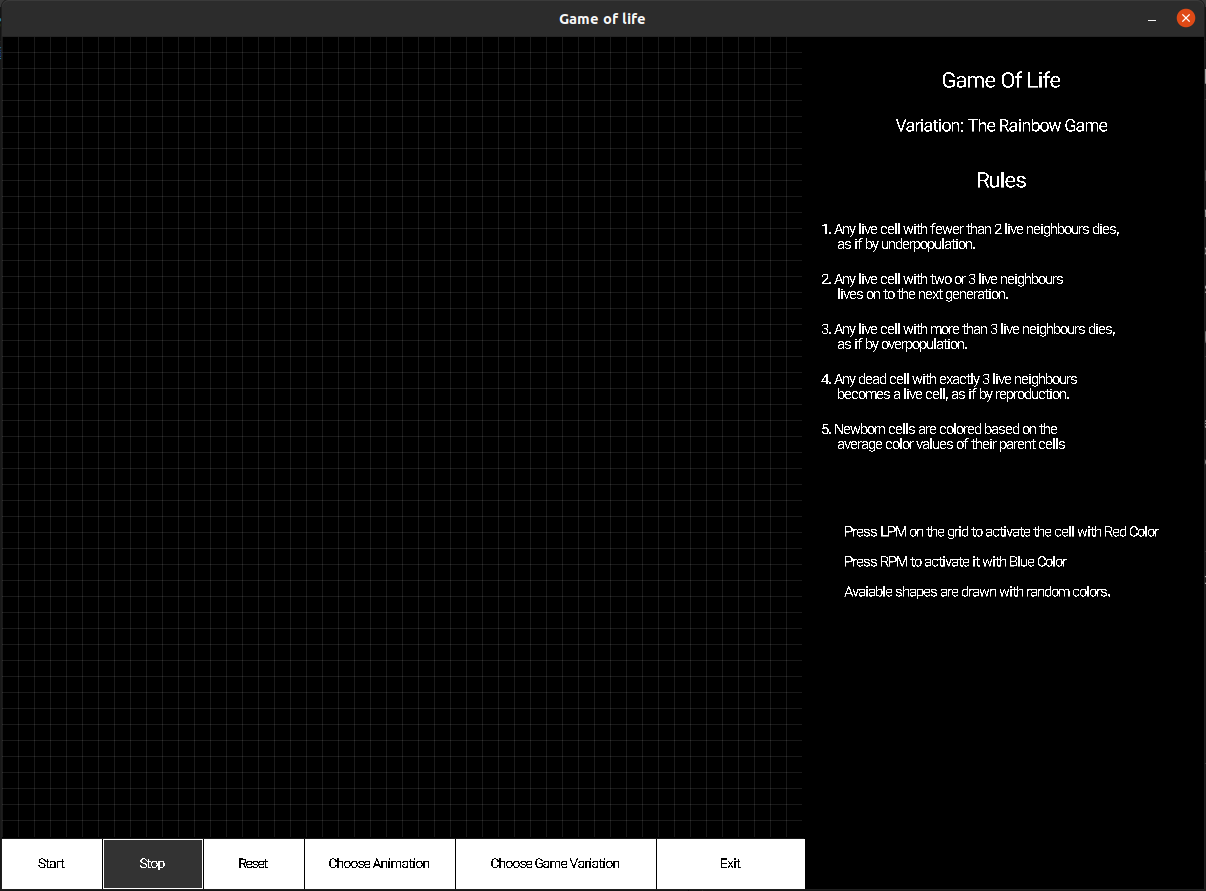 Game of life
Game Of Life
Variation: The Rainbow Game
Rules
1. Any live cell with fewer than 2 live neighbours dies,
as if by underpopulation.
2. Any live cell with two or 3 live neighbours
lives on to the next generation.
3. Any live cell with more than 3 live neighbours dies,
as if by overpopulation.
4. Any dead cell with exactly 3 live neighbours
becomes a live cell, as if by reproduction.
5. Newborn cells are colored based on the
average color values of their parent cells
Press LPM on the grid to activate the cell with Red Color
Press RPM to activate it with Blue Color
Avaiable shapes are drawn with random colors.
Start Stop Reset Choose Animation Choose Game Variation Exit